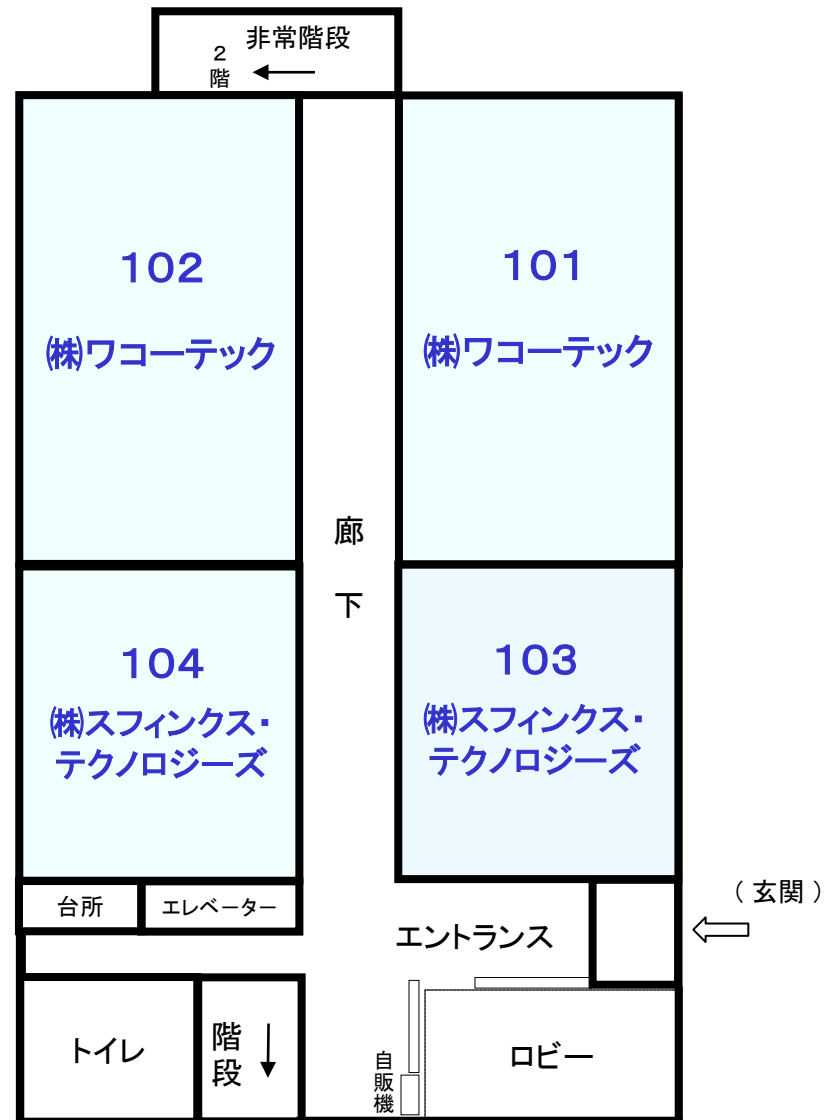 非常階段
２階
102
㈱ワコーテック
101
㈱ワコーテック
廊下
104
㈱スフィンクス・
テクノロジーズ
103
㈱スフィンクス・
テクノロジーズ
台所
エレベーター
エントランス
（玄関）
トイレ
階段
自販機
ロビー